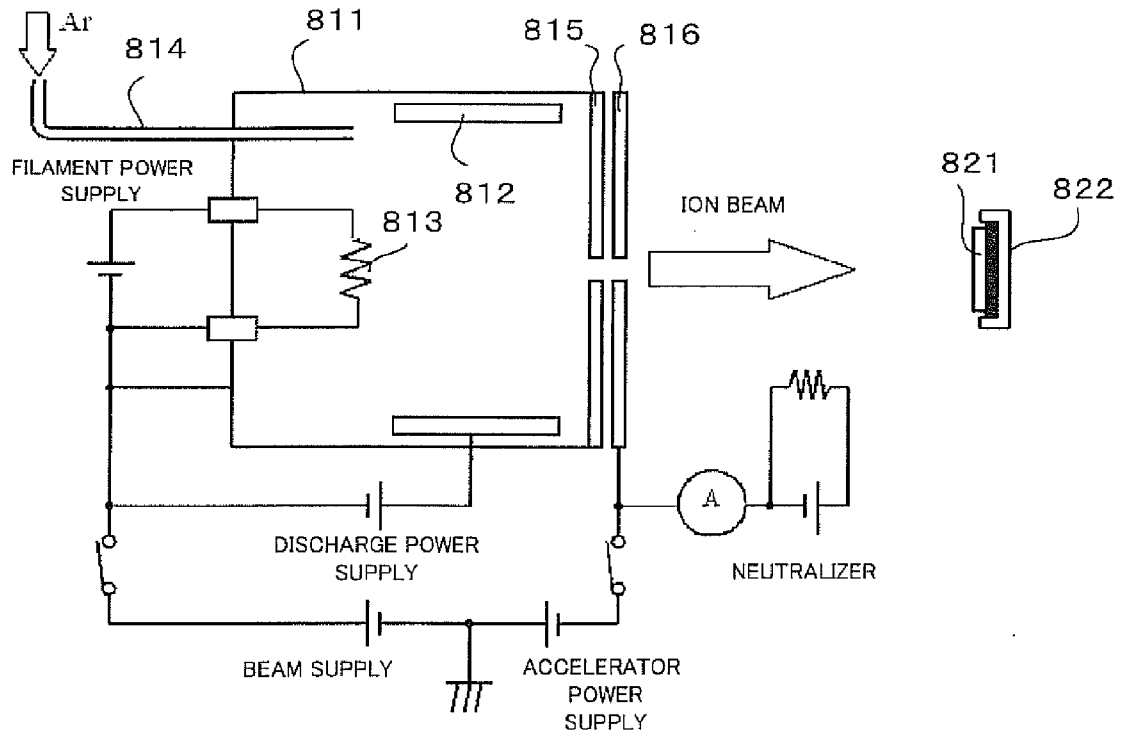 Ar
811
814
815
816
FILAMENT POWER
SUPPLY
812
813
ION BEAM
821
822
A
DISCHARGE POWER
SUPPLY
NEUTRALIZER
BEAM SUPPLY
ACCELERATOR
POWER
SUPPLY